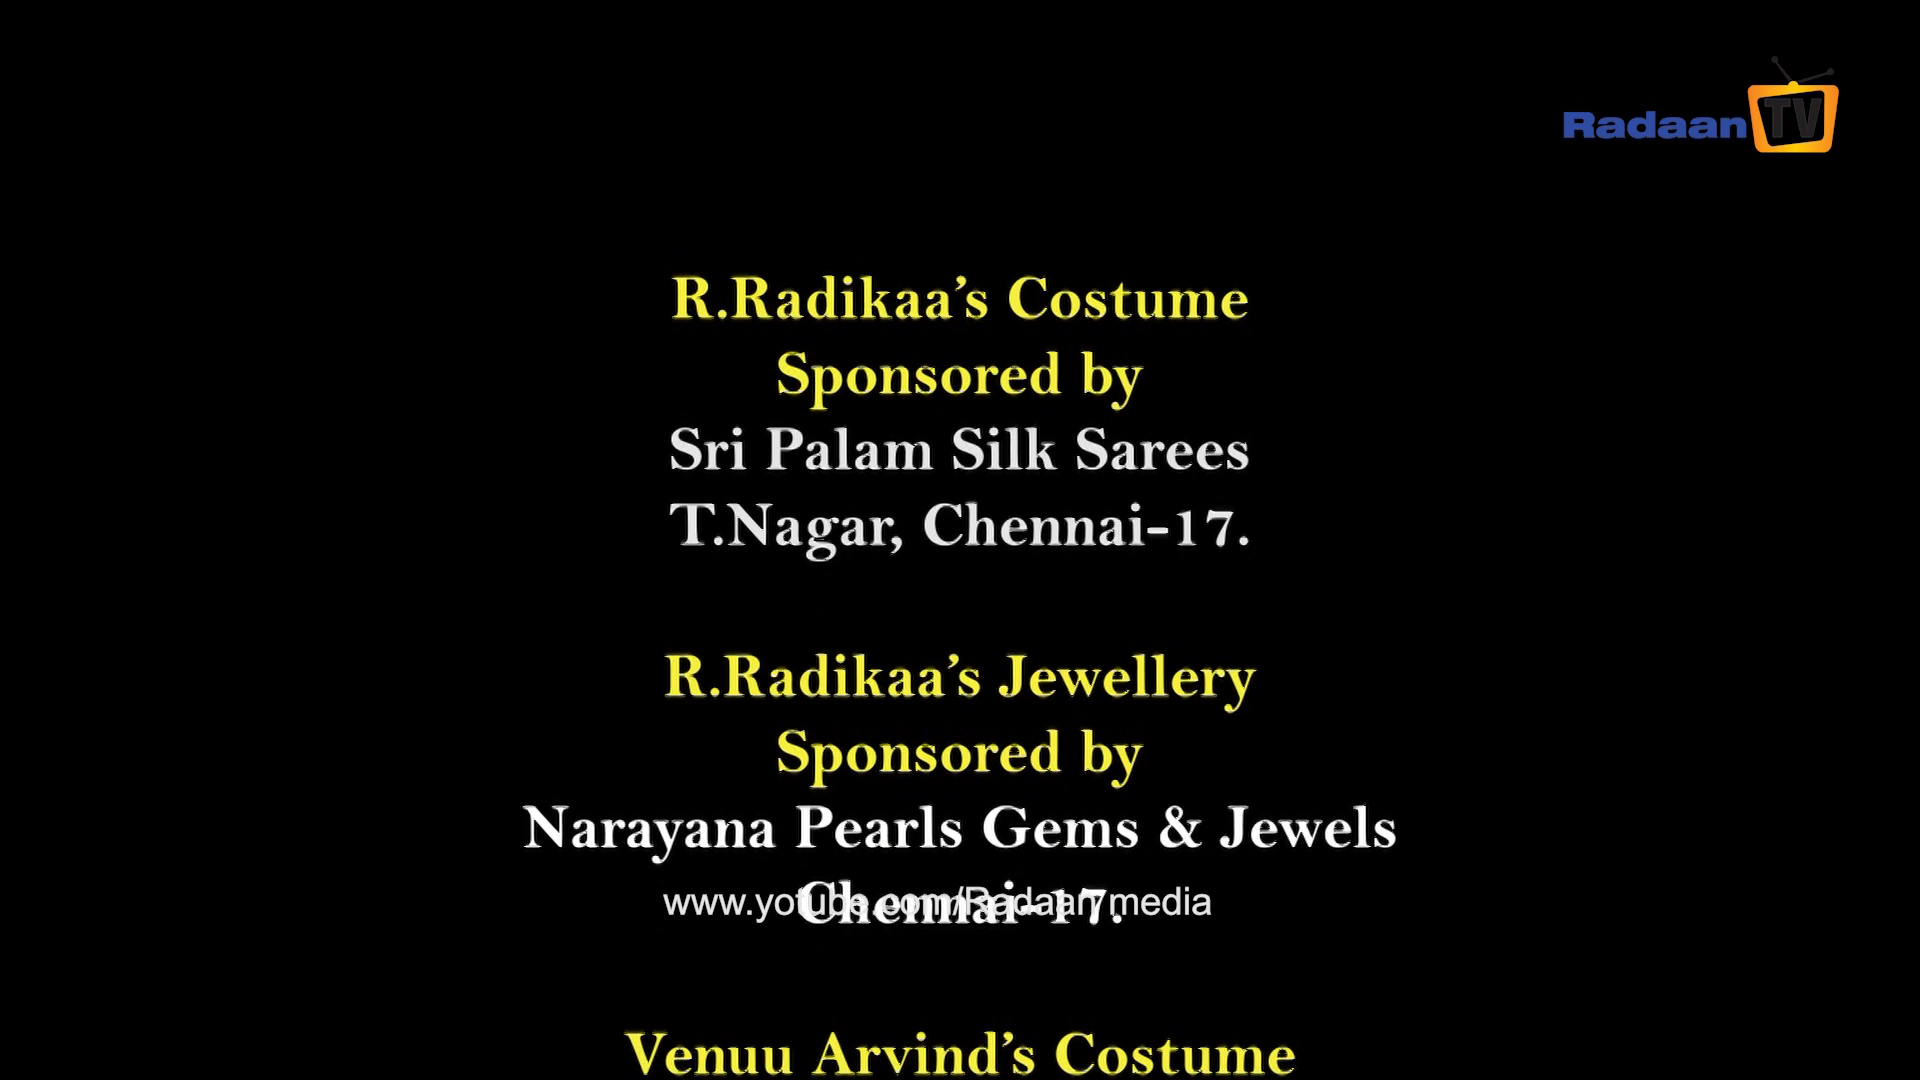 Radaan TV
R.Radikaa's Costume
Sponsored by
Sri Palam Silk Sarees
T.Nagar, Chennai-17.
R.Radikaa's Jewellery
Sponsored by
Narayana Pearls Gems & Jewels
Chennai-17.
www.yotube.com/Radaanmedia
Venuu Arvind's Costume